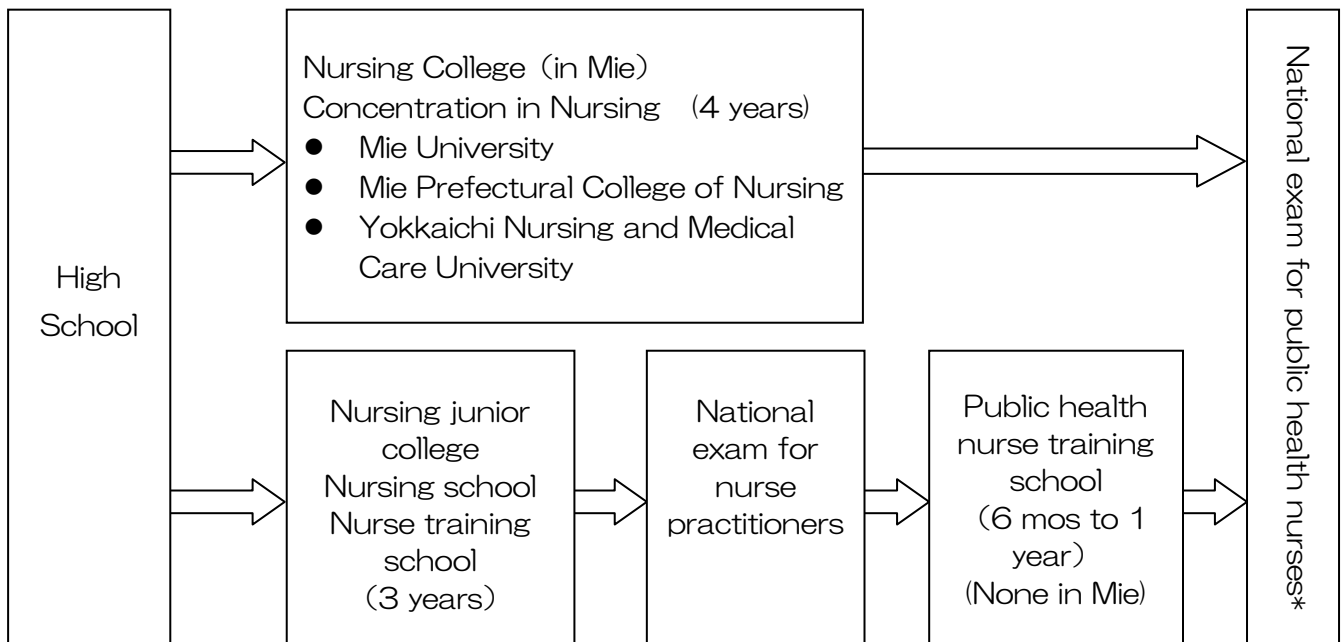 High
School
Nursing College（in Mie）
Concentration in Nursing　(4 years)
● Mie University
● Mie Prefectural College of Nursing
● Yokkaichi Nursing and Medical
Care University
Nursing junior
college
Nursing school
Nurse training
school
（3 years）
National
exam for
nurse
practitioners
Public health
nurse training
school
（6 mos to 1
year）
(None in Mie)
National exam for public health nurses*